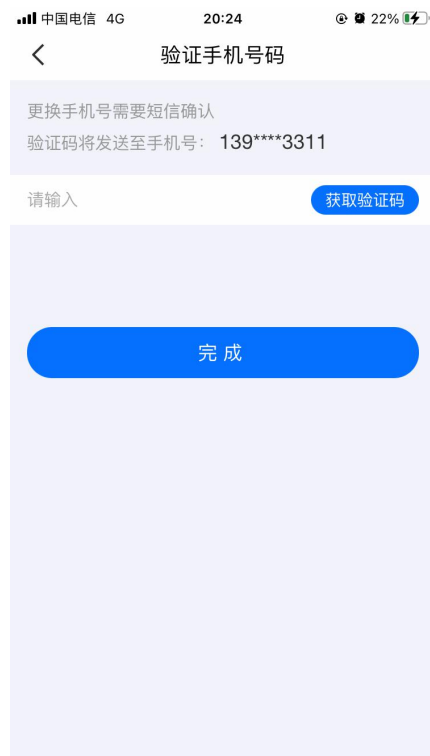 中国电信 4G 20:24 22%
验证手机号码
更换手机号需要短信确认
验证码将发送至手机号： 139****3311
请输入 获取验证码
完成